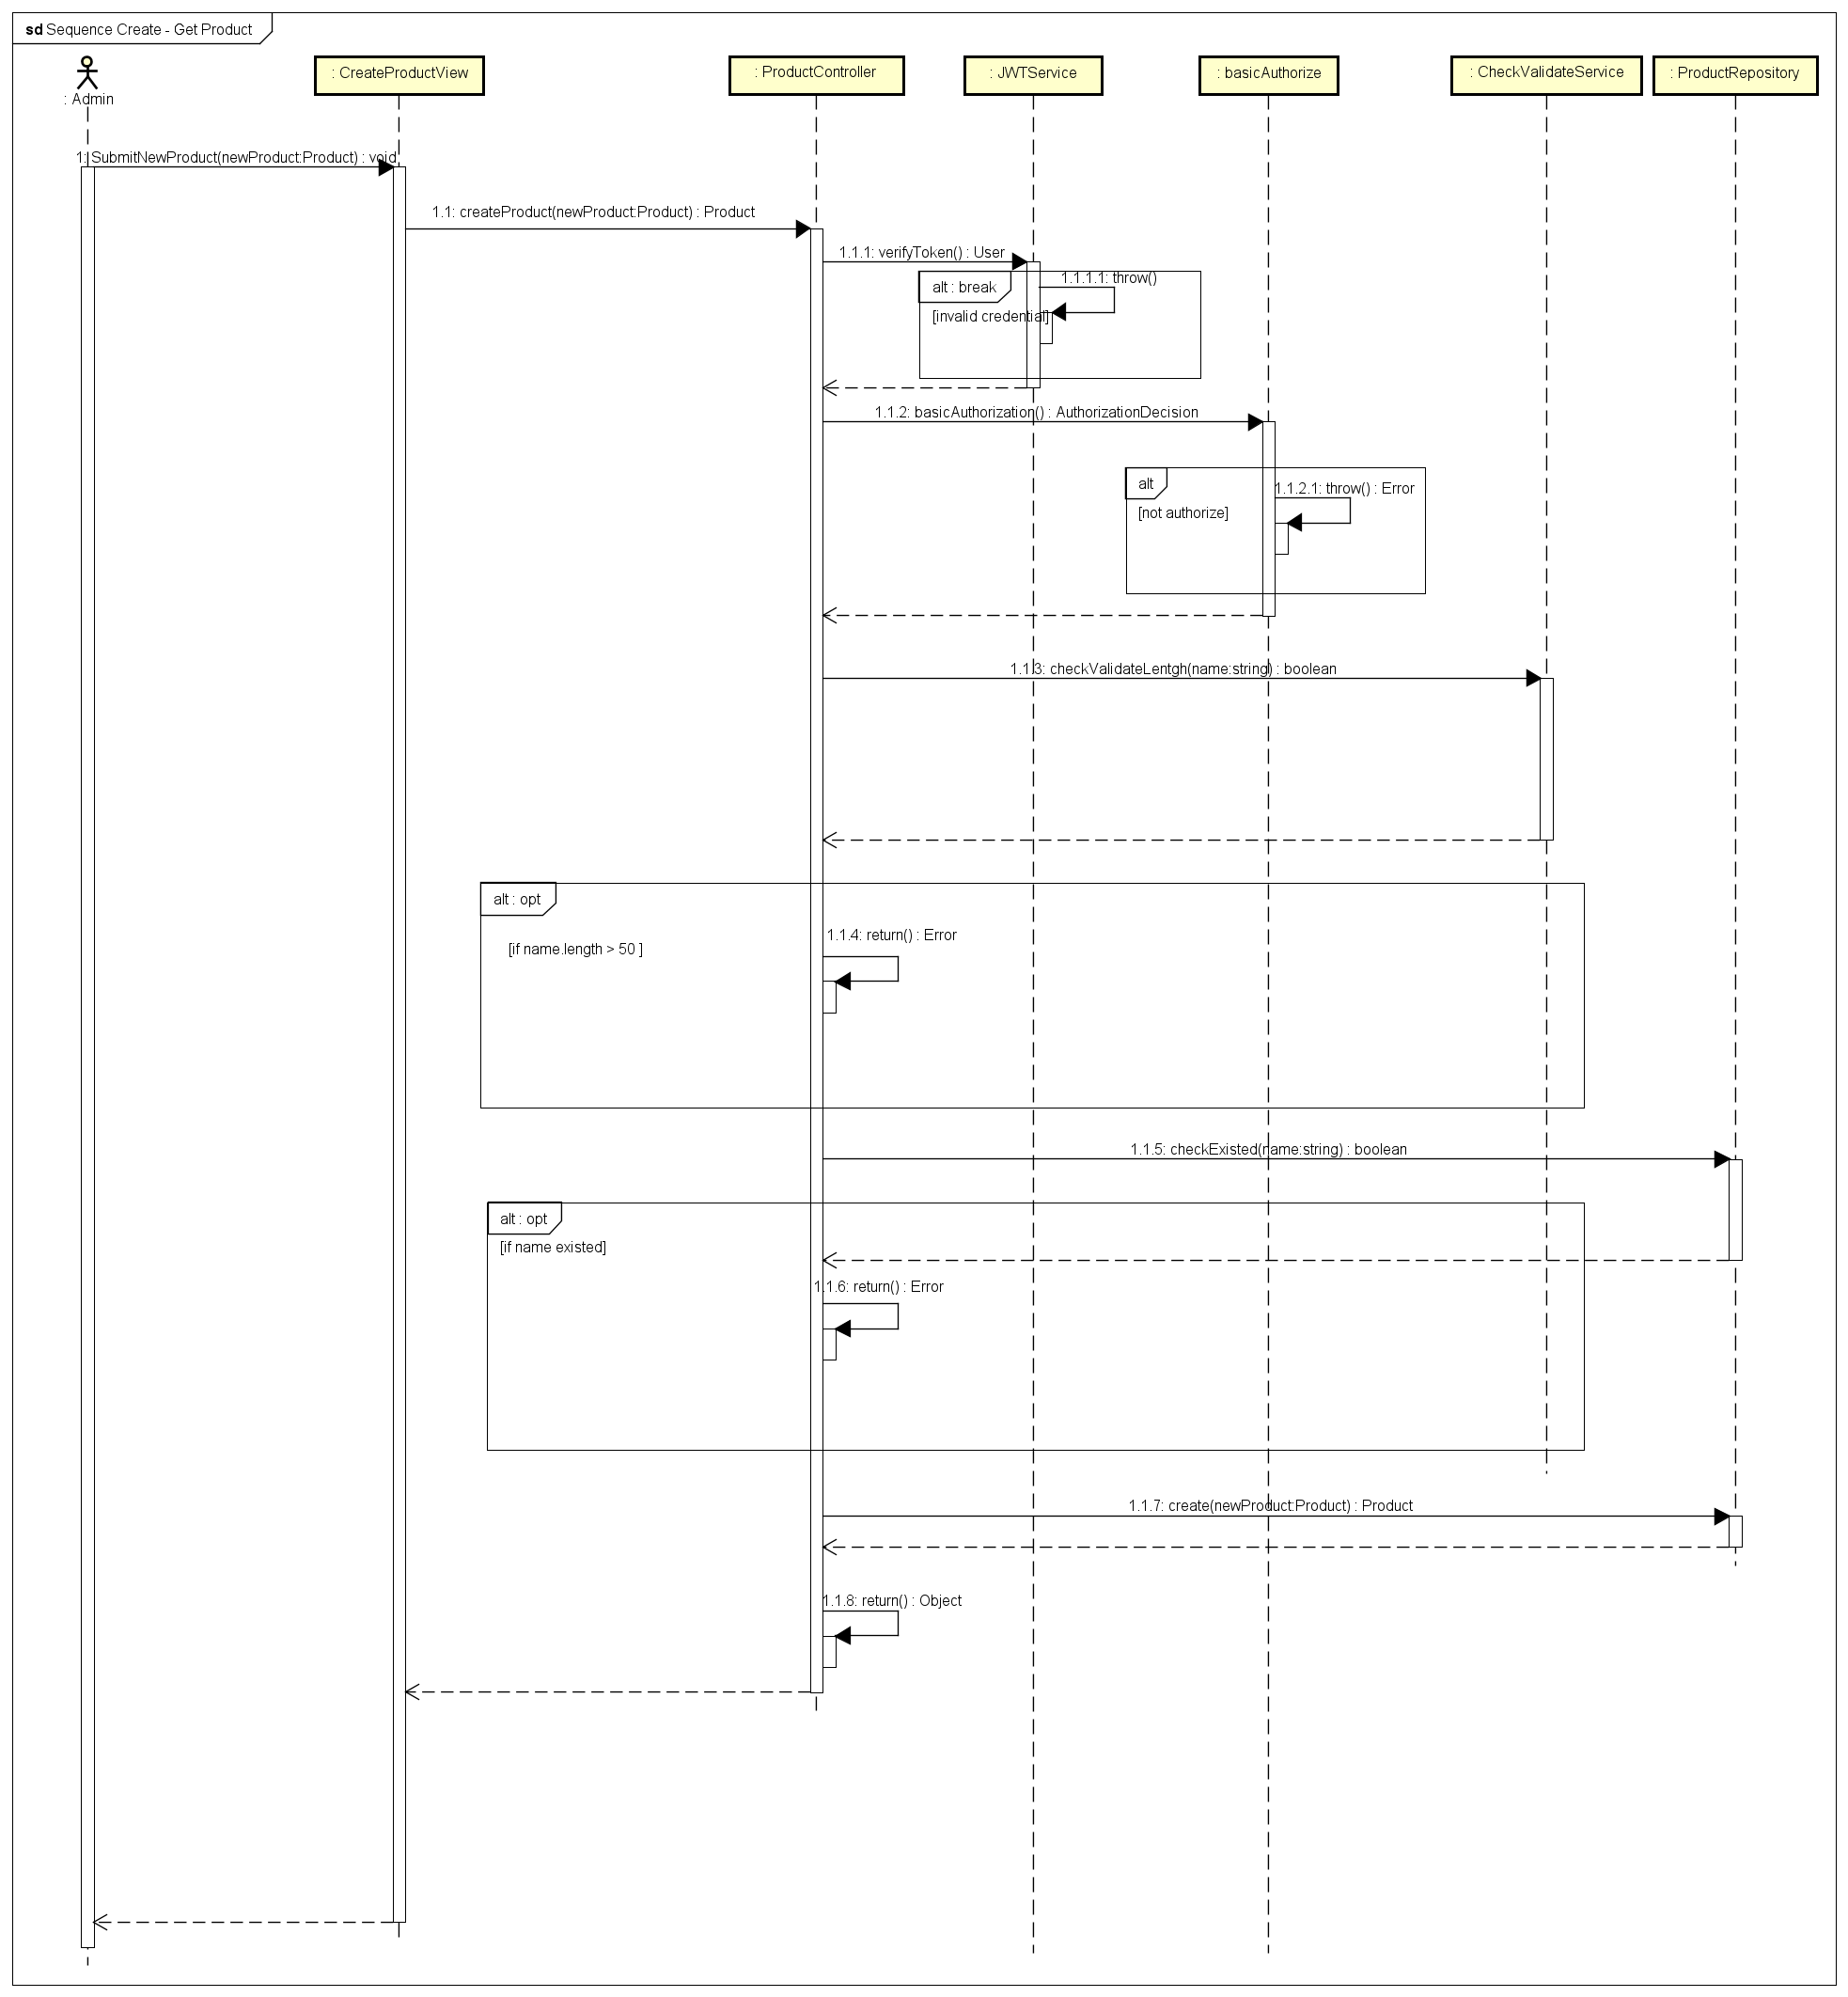 sd Sequence Create - Get Product
: Admin
: CreateProductView
: ProductController
: JWTService
: basicAuthorize
: CheckValidateService
: ProductRepository
1: SubmitNewProduct(newProduct:Product) : void
1.1: createProduct(newProduct:Product) : Product
1.1.1: verifyToken() : User
alt : break
1.1.1.1: throw()
[invalid credential]
1.1.2: basicAuthorization() : AuthorizationDecision
alt
1.1.2.1: throw() : Error
[not authorize]
1.1.3: checkValidateLentgh(name:string) : boolean
alt : opt
1.1.4: return() : Error
[if name.length > 50 ]
1.1.5: checkExisted(name:string) : boolean
alt : opt
[if name existed]
1.1.6: return() : Error
1.1.7: create(newProduct:Product) : Product
1.1.8: return() : Object